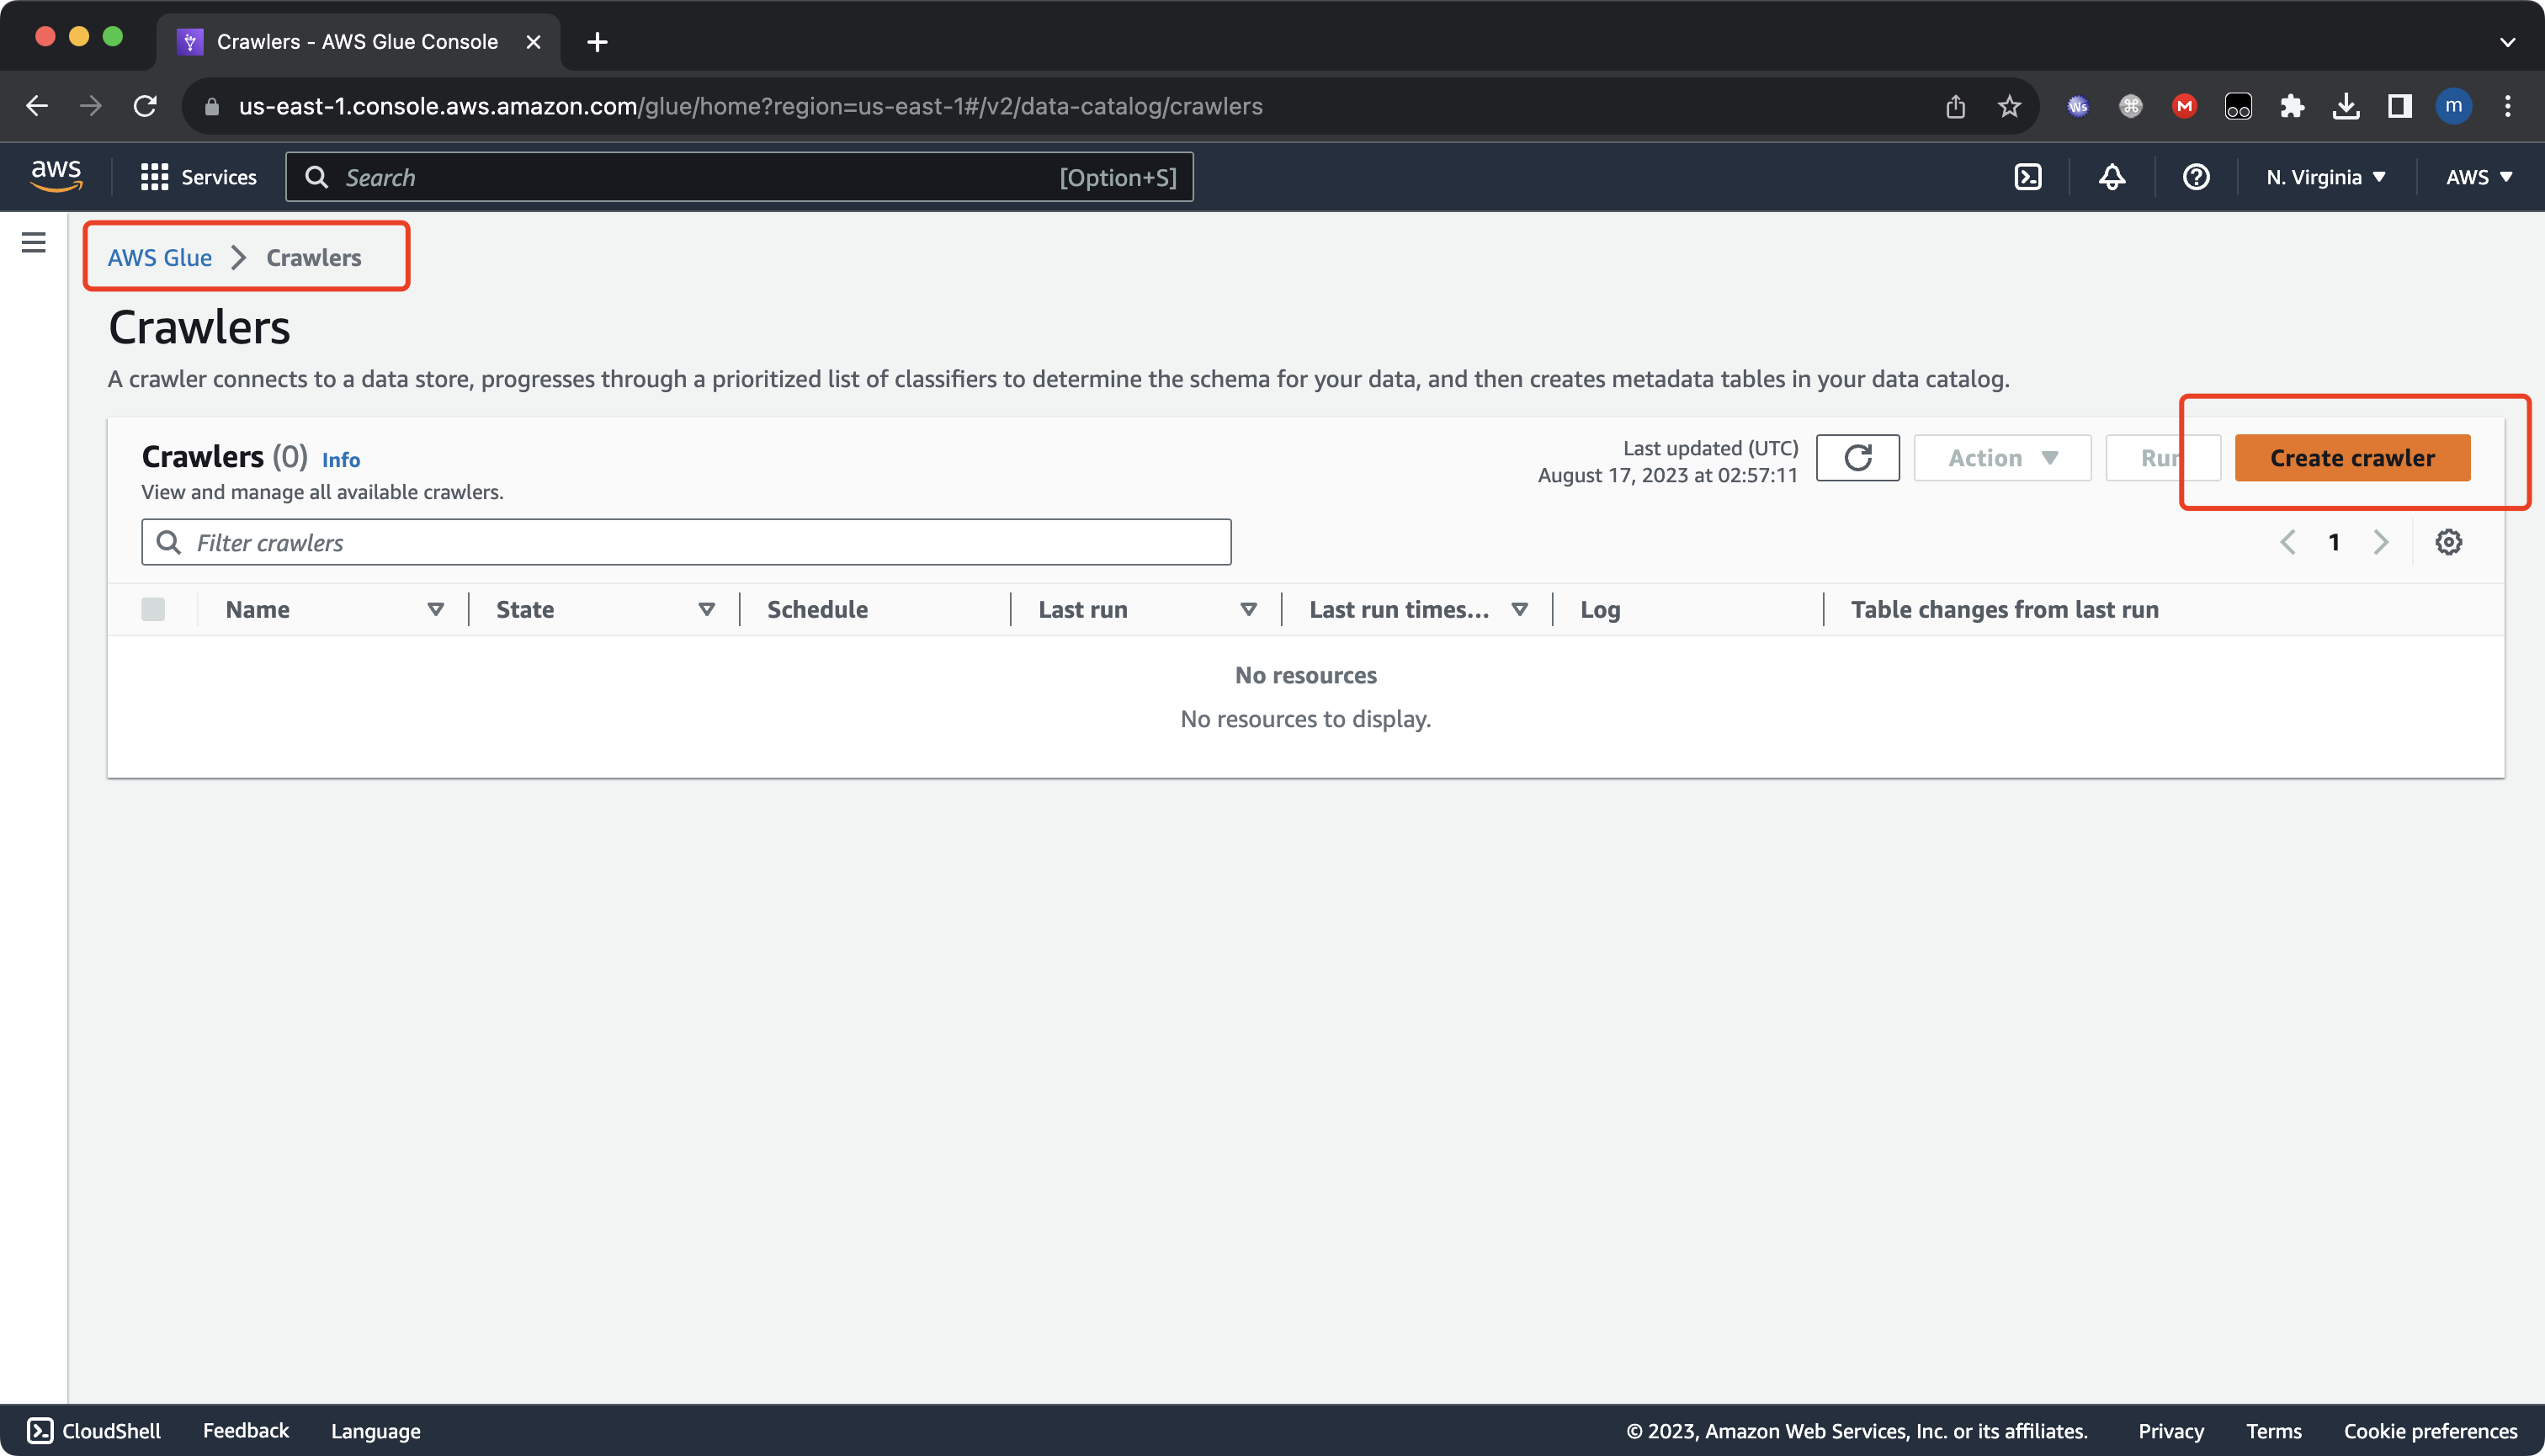 Crawlers - AWS Glue Console
us-east-1.console.aws.amazon.com/glue/home?region=us-east-1#/v2/data-catalog/crawlers
Ws
M
m
aws
Services
Search
[Option+S]
N. Virginia
AWS
AWS Glue
Crawlers
Crawlers
A crawler connects to a data store, progresses through a prioritized list of classifiers to determine the schema for your data, and then creates metadata tables in your data catalog.
Crawlers (0) Info
View and manage all available crawlers.
Last updated (UTC)
August 17, 2023 at 02:57:11
Action
Run
Create crawler
Filter crawlers
1
Name
State
Schedule
Last run
Last run times...
Log
Table changes from last run
No resources
No resources to display.
CloudShell
Feedback
Language
© 2023, Amazon Web Services, Inc. or its affiliates.
Privacy
Terms
Cookie preferences